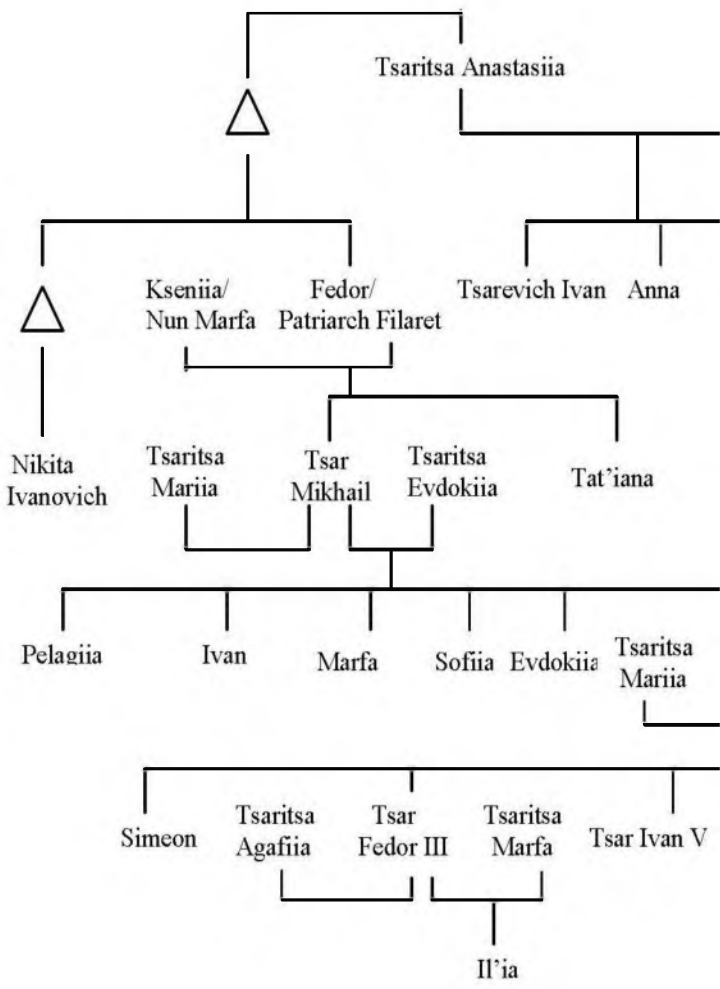 Tsaritsa Anastasiia
Kseniia/
Nun Marfa
Fedor/
Patriarch Filaret
Tsarevich Ivan
Anna
Nikita
Ivanovich
Tsaritsa
Mariia
Tsar
Mikhail
Tsaritsa
Evdokiia
Tat’iana
Pelagiia
Ivan
Marfa
Sofiia
Evdokiia
Tsaritsa
Mariia
Simeon
Tsaritsa
Agafiia
Tsar
Fedor III
Tsaritsa
Marfa
Tsar Ivan V
Il’ia